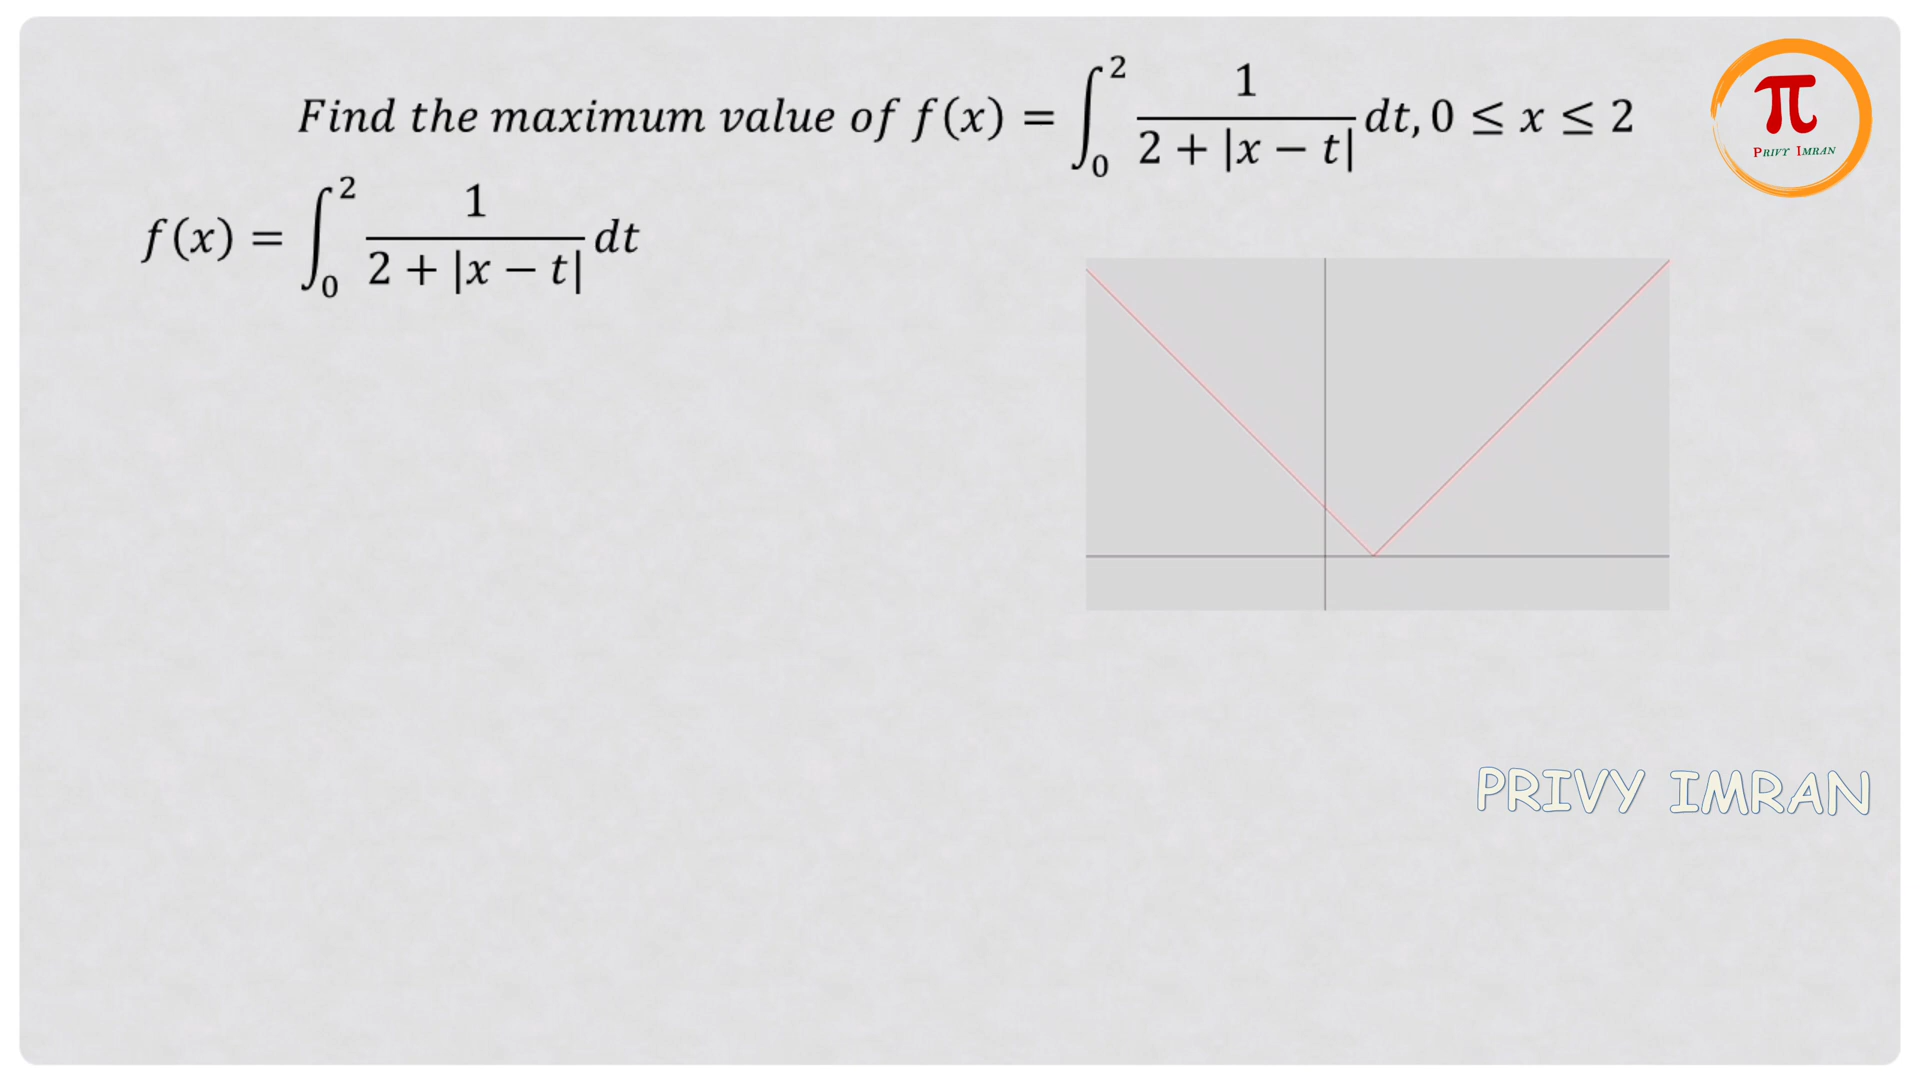 Find the maximum value of f(x) = ∫₀² 1/(2 + |x − t|) dt, 0 ≤ x ≤ 2
π
PRIVY IMRAN
f(x) = ∫₀² 1/(2 + |x − t|) dt
PRIVY IMRAN